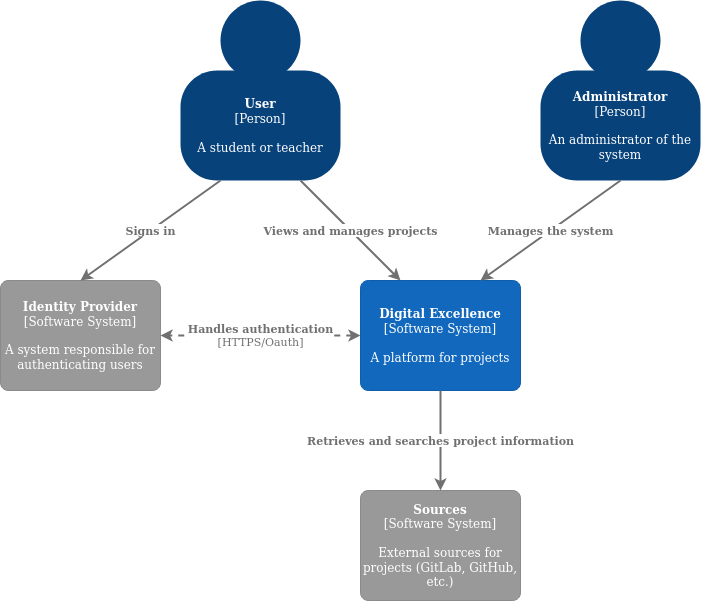 User
[Person]
A student or teacher
Administrator
[Person]
An administrator of the
system
Signs in
Views and manages projects
Manages the system
Identity Provider
[Software System]
A system responsible for
authenticating users
Handles authentication
[HTTPS/Oauth]
Digital Excellence
[Software System]
A platform for projects
Retrieves and searches project information
Sources
[Software System]
External sources for
projects (GitLab, GitHub,
etc.)